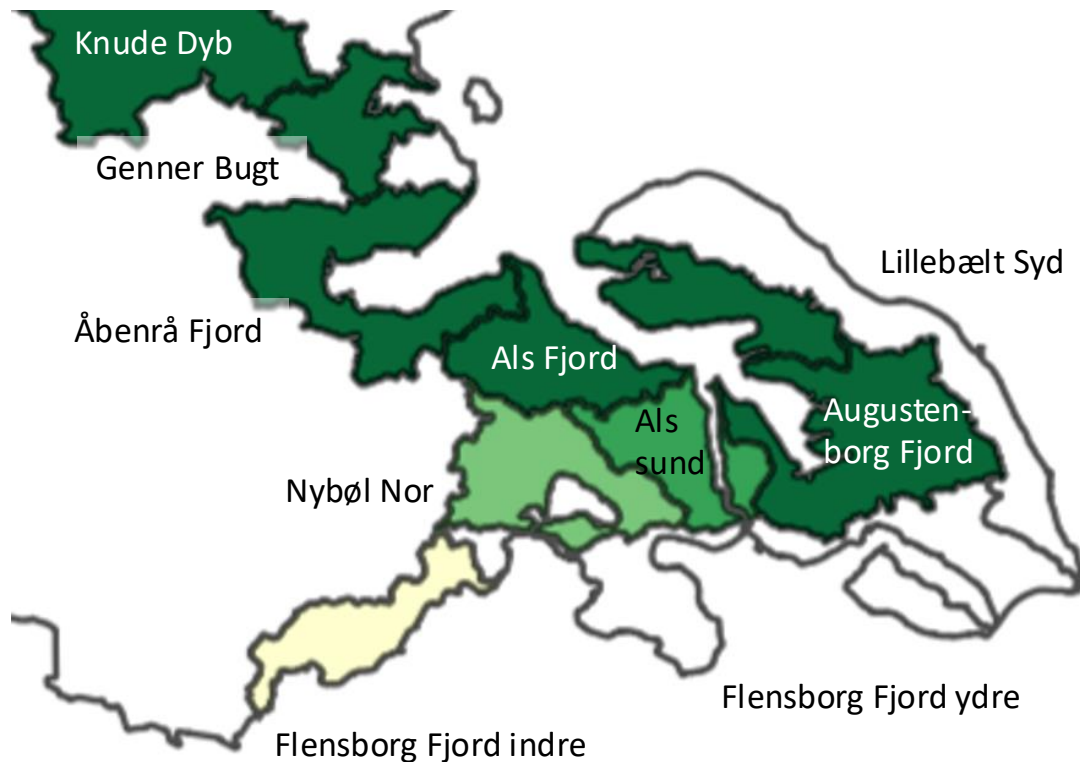 Knude Dyb
Genner Bugt
Lillebælt Syd
Åbenrå Fjord
Als Fjord
Als
sund
Augusten-
borg Fjord
Nybøl Nor
Flensborg Fjord ydre
Flensborg Fjord indre